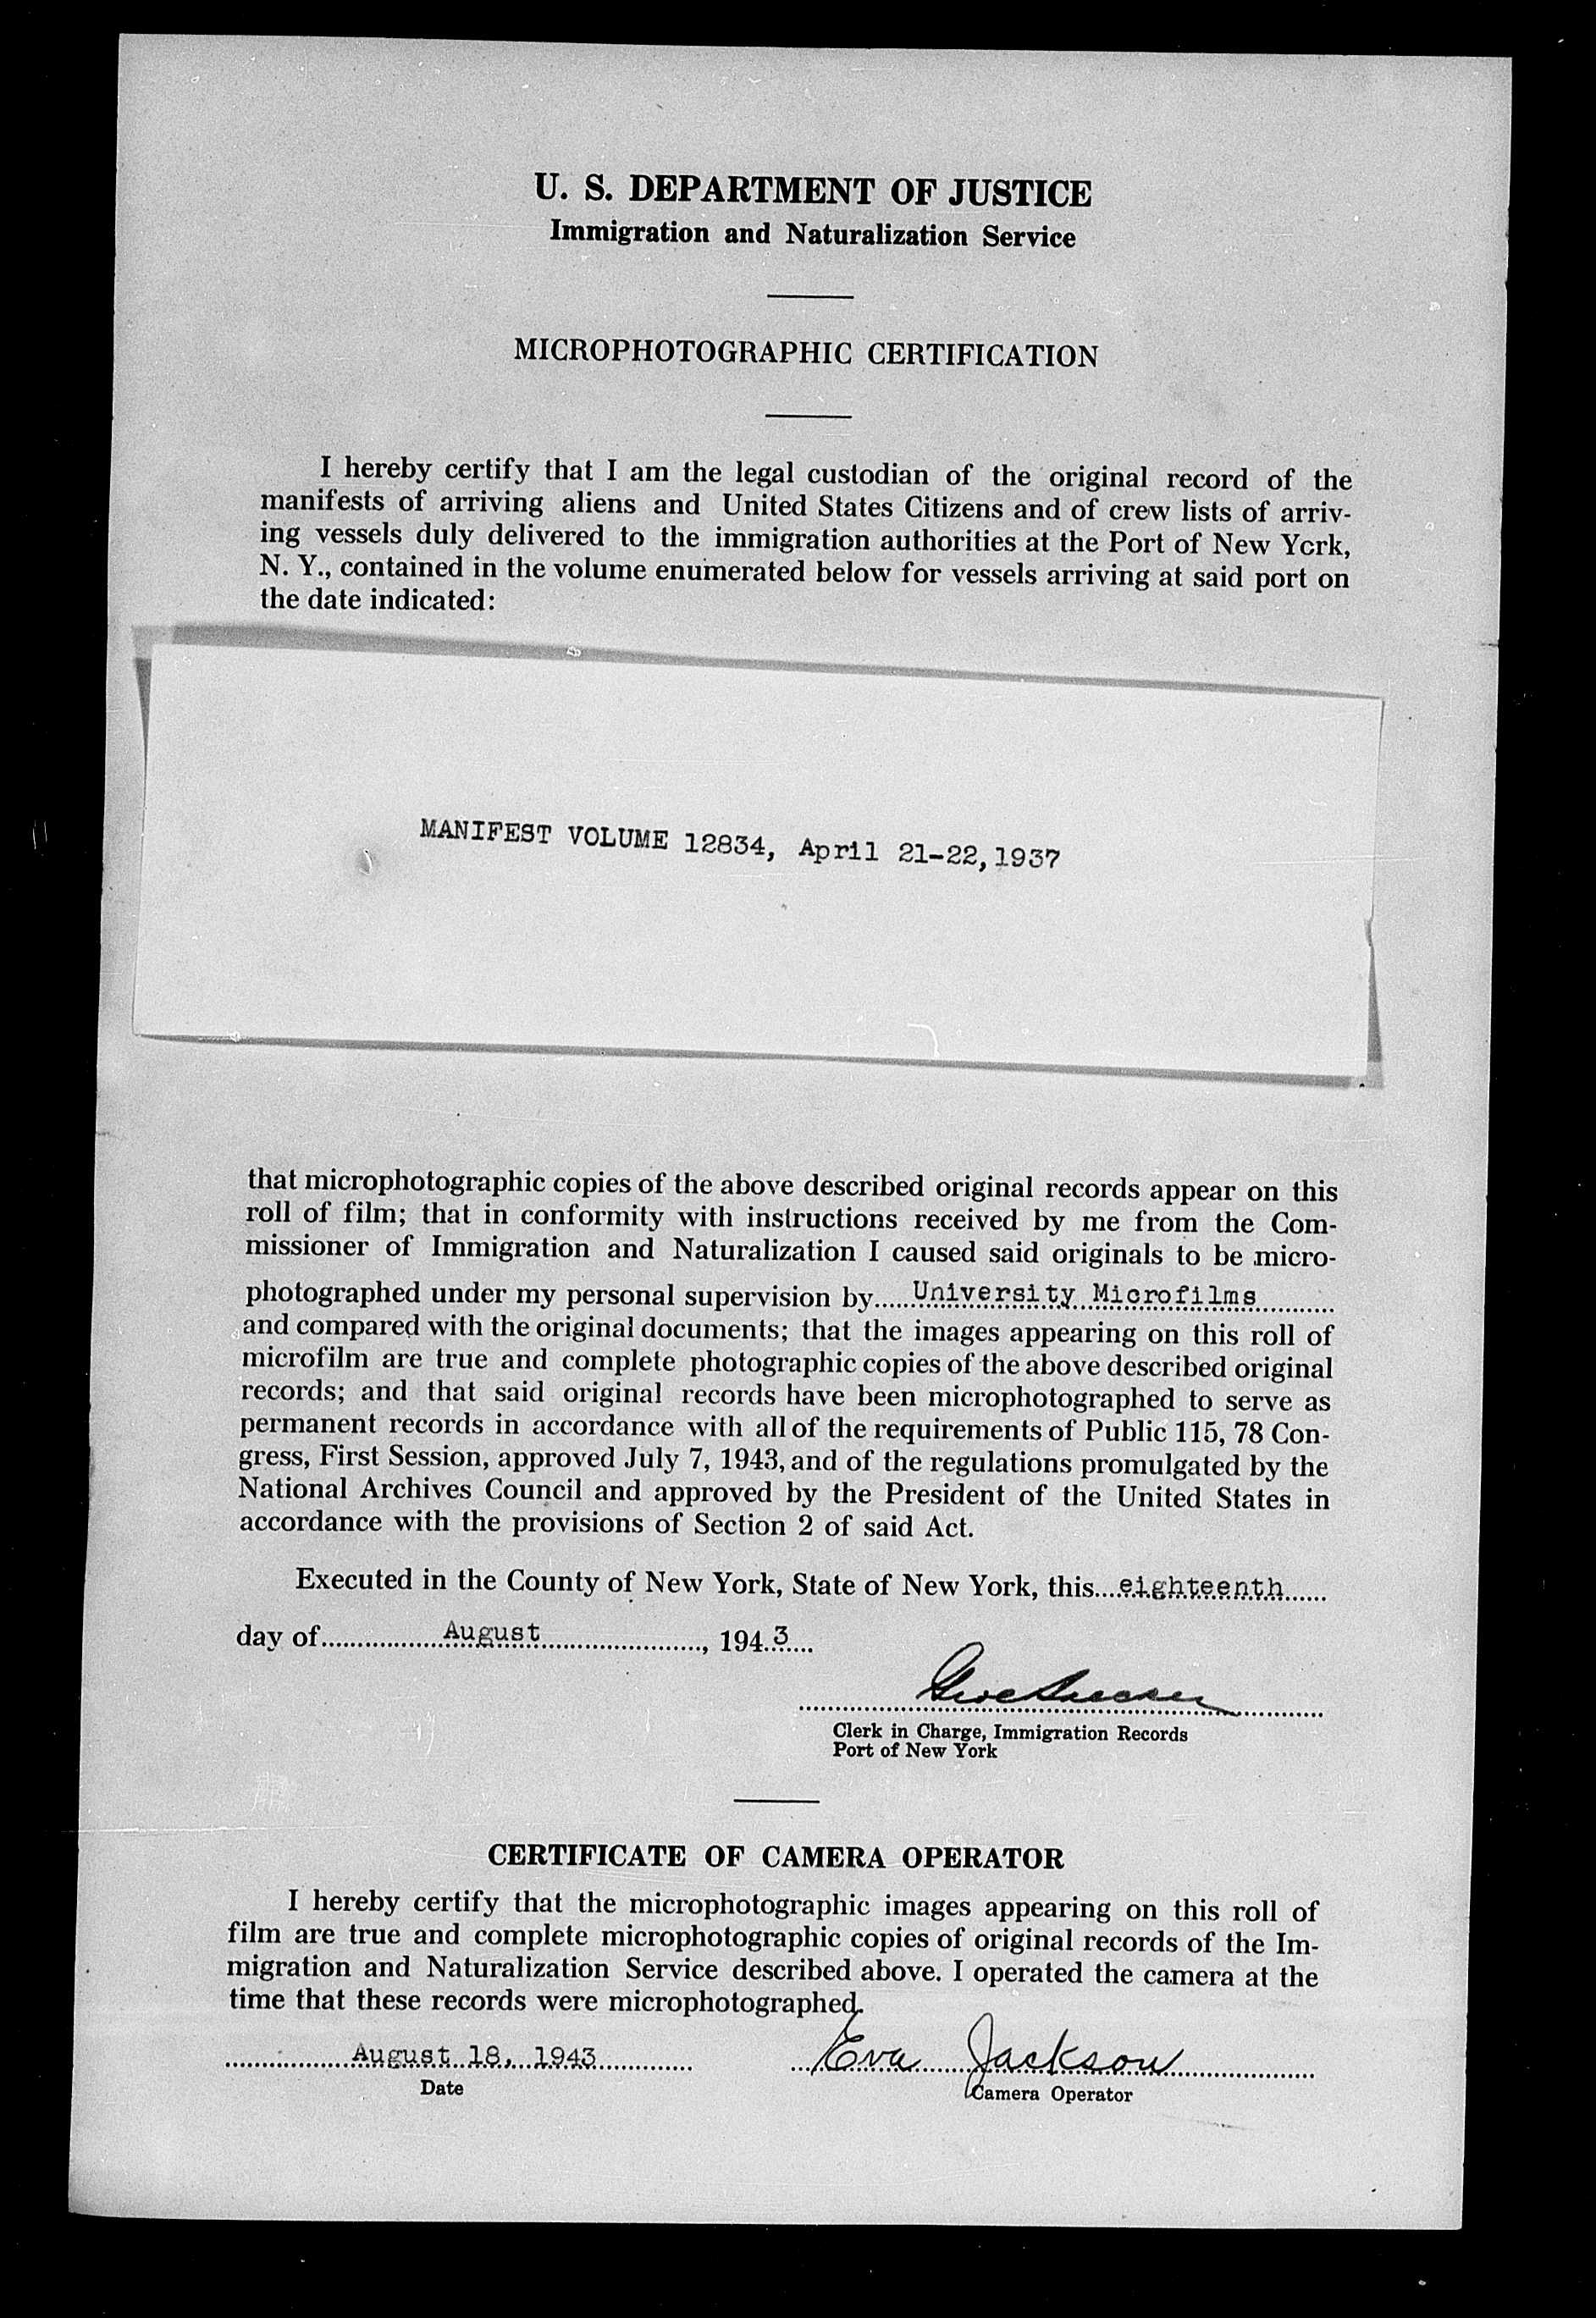 U. S. DEPARTMENT OF JUSTICE
Immigration and Naturalization Service
MICROPHOTOGRAPHIC CERTIFICATION
I hereby certify that I am the legal custodian of the original record of the
manifests of arriving aliens and United States Citizens and of crew lists of arriv-
ing vessels duly delivered to the immigration authorities at the Port of New Ycrk,
N. Y., contained in the volume enumerated below for vessels arriving at said port on
the date indicated:
MANIFEST VOLUME 12834, April 21-22, 1937
that microphotographic copies of the above described original records appear on this
roll of film; that in conformity with instructions received by me from the Com-
missioner of Immigration and Naturalization I caused said originals to be micro-
photographed under my personal supervision by University Microfilms
and compared with the original documents; that the images appearing on this roll of
microfilm are true and complete photographic copies of the above described original
records; and that said original records have been microphotographed to serve as
permanent records in accordance with all of the requirements of Public 115, 78 Con-
gress, First Session, approved July 7, 1943, and of the regulations promulgated by the
National Archives Council and approved by the President of the United States in
accordance with the provisions of Section 2 of said Act.
Executed in the County of New York, State of New York, this eighteenth
day of August, 1943
Clerk in Charge, Immigration Records
Port of New York
CERTIFICATE OF CAMERA OPERATOR
I hereby certify that the microphotographic images appearing on this roll of
film are true and complete microphotographic copies of original records of the Im-
migration and Naturalization Service described above. I operated the camera at the
time that these records were microphotographed.
August 18, 1943 Eva Jackson
Date Camera Operator